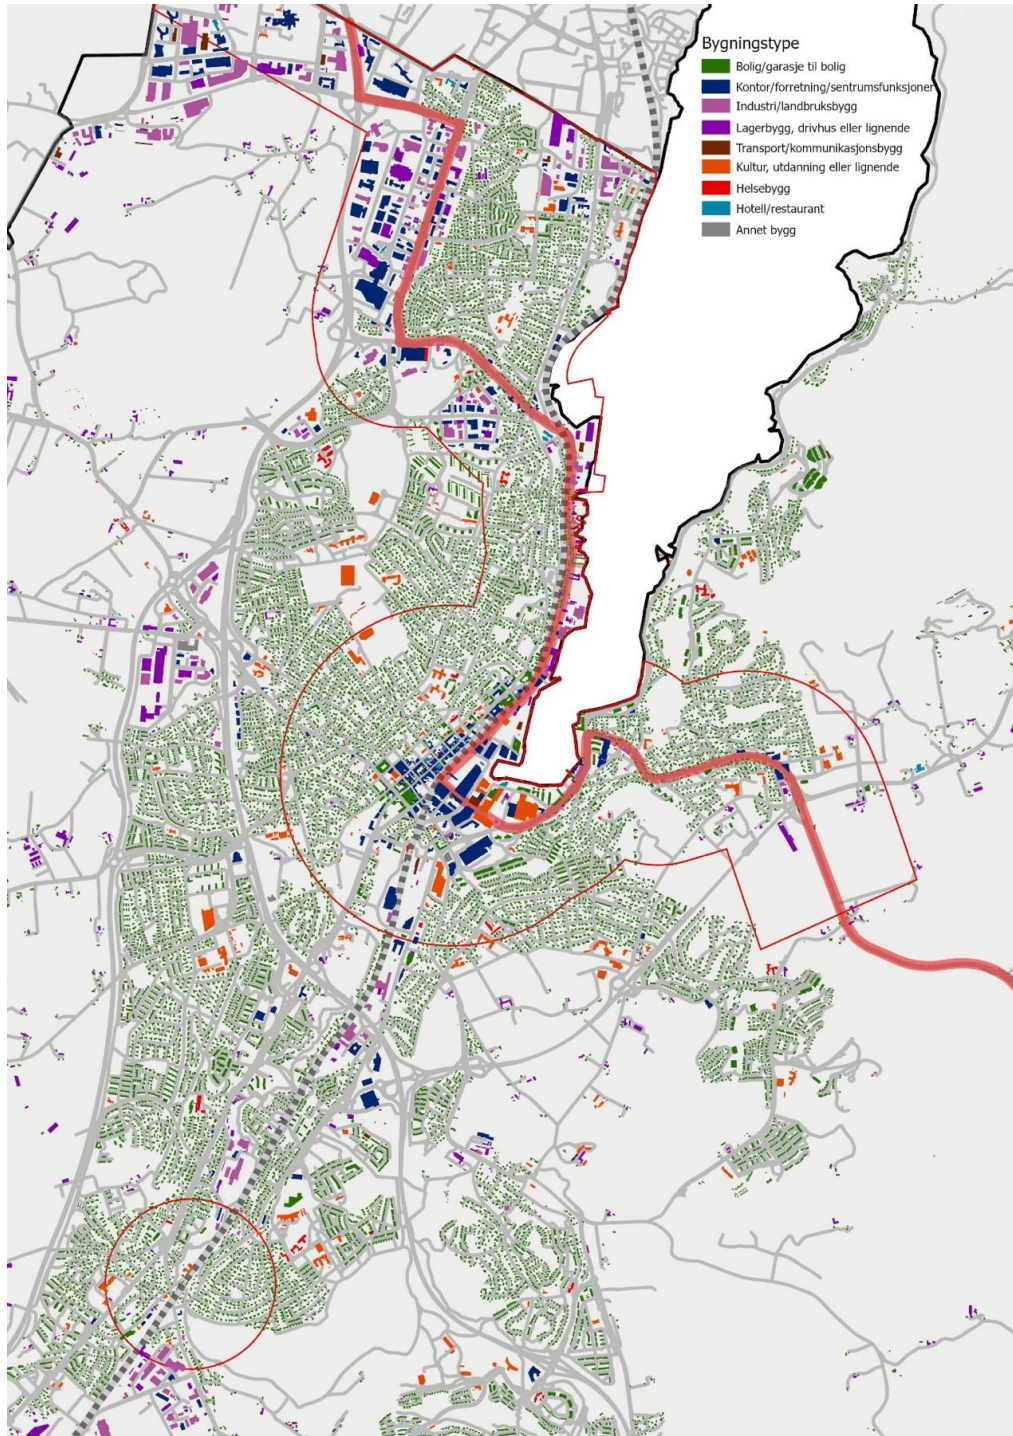 Bygningstype
Bolig/garasje til bolig
Kontor/forretning/sentrumsfunksjoner
Industri/landbruksbygg
Lagerbygg, drivhus eller lignende
Transport/kommunikasjonsbygg
Kultur, utdanning eller lignende
Helsebygg
Hotell/restaurant
Annet bygg